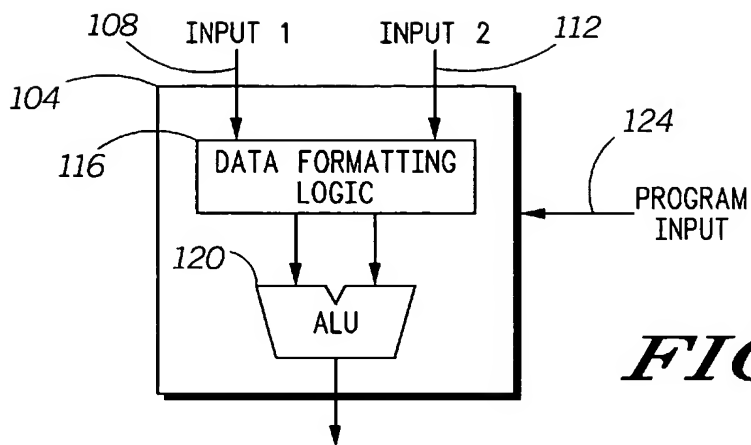 108 INPUT 1 INPUT 2 112
104
116
DATA FORMATTING
LOGIC
124
PROGRAM
INPUT
120
ALU